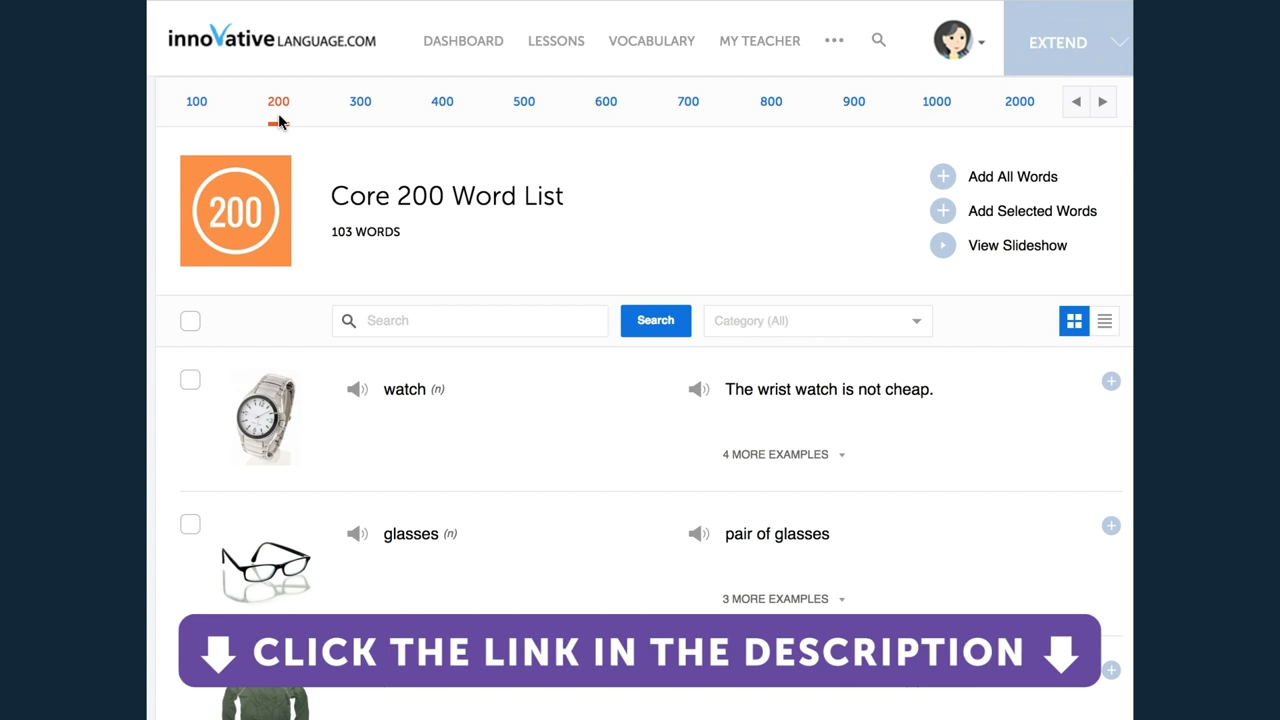 innoVative LANGUAGE.COM DASHBOARD LESSONS VOCABULARY MY TEACHER EXTEND
100 200 300 400 500 600 700 800 900 1000 2000
200
Core 200 Word List
103 WORDS
Add All Words
Add Selected Words
View Slideshow
Search Search Category (All)
watch (n) The wrist watch is not cheap.
4 MORE EXAMPLES
glasses (n) pair of glasses
3 MORE EXAMPLES
CLICK THE LINK IN THE DESCRIPTION